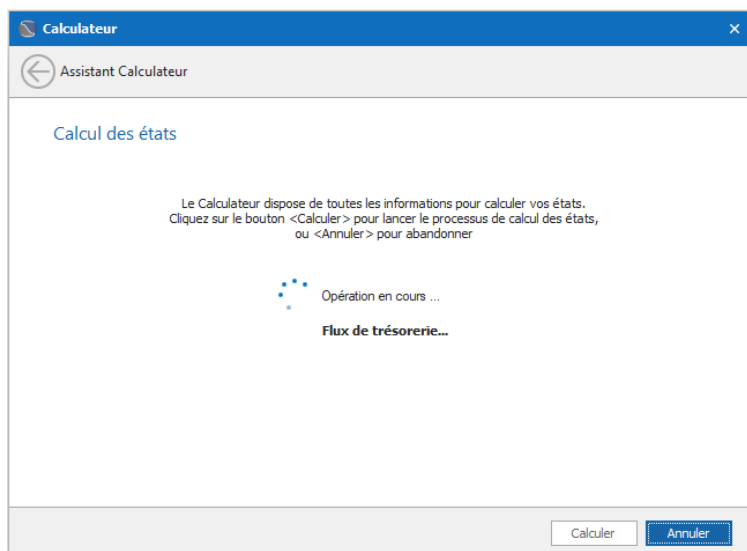 Calculateur
Assistant Calculateur
Calcul des états
Le Calculateur dispose de toutes les informations pour calculer vos états.
Cliquez sur le bouton <Calculer> pour lancer le processus de calcul des états,
ou <Annuler> pour abandonner
Opération en cours ...
Flux de trésorerie...
Calculer Annuler